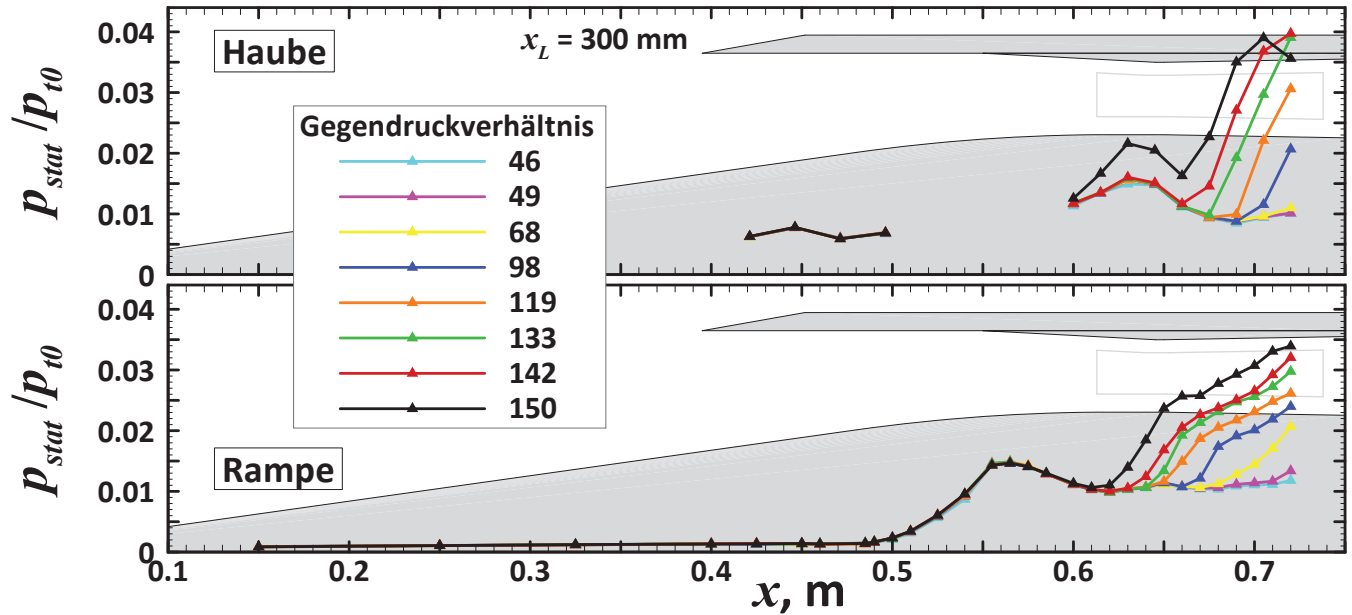 Haube
x_L = 300 mm
p_stat /p_t0
0.04
0.03
0.02
0.01
0
Gegendruckverhältnis
46
49
68
98
119
133
142
150
Rampe
p_stat /p_t0
0.04
0.03
0.02
0.01
0
0.1 0.2 0.3 0.4 0.5 0.6 0.7
x, m